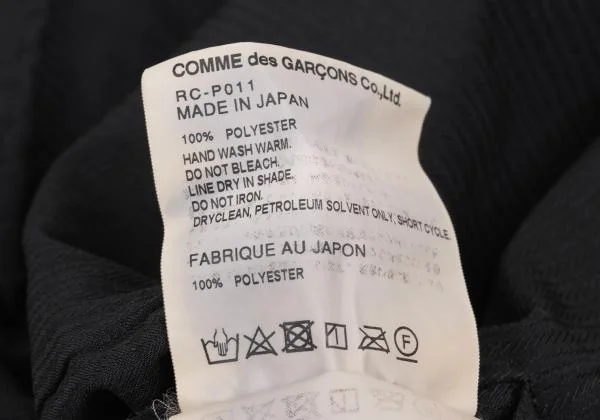 COMME des GARÇONS Co.,Ltd.
RC-P011
MADE IN JAPAN
100% POLYESTER
HAND WASH WARM.
DO NOT BLEACH.
LINE DRY IN SHADE.
DO NOT IRON.
DRYCLEAN, PETROLEUM SOLVENT ONLY, SHORT CYCLE.
FABRIQUE AU JAPON
100% POLYESTER
F